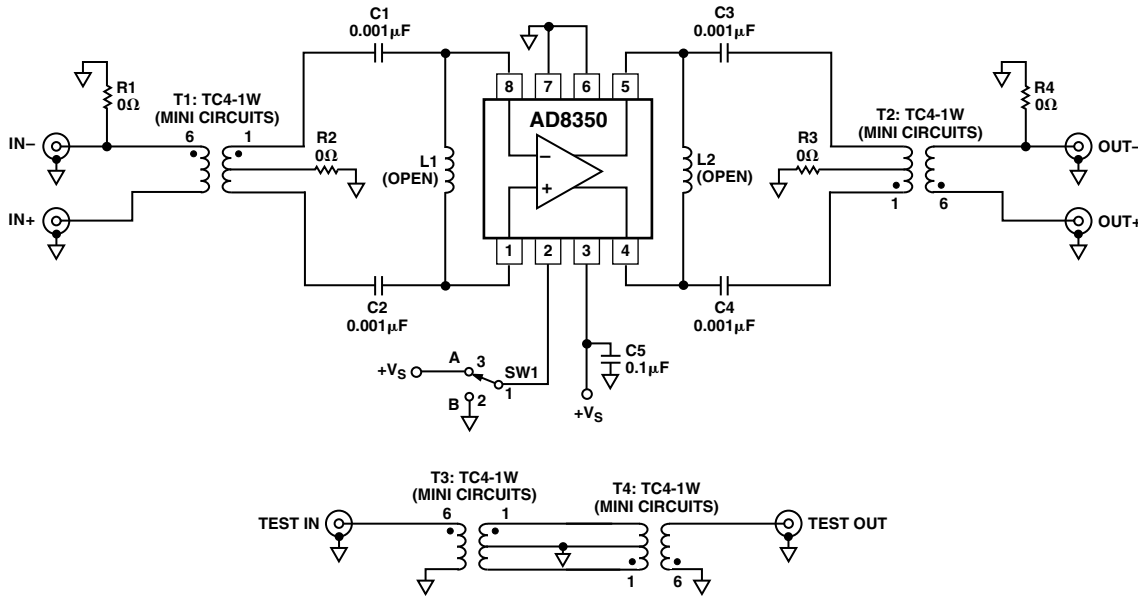 C1
0.001μF
C3
0.001μF
8
7
6
5
R1
0Ω
T1: TC4-1W
(MINI CIRCUITS)
6
1
R2
0Ω
L1
(OPEN)
AD8350
−
+
L2
(OPEN)
R3
0Ω
T2: TC4-1W
(MINI CIRCUITS)
1
6
R4
0Ω
IN−
IN+
OUT−
OUT+
1
2
3
4
C2
0.001μF
C4
0.001μF
C5
0.1μF
+VS
A
3
SW1
1
B
2
+VS
T3: TC4-1W
(MINI CIRCUITS)
T4: TC4-1W
(MINI CIRCUITS)
TEST IN
6
1
1
6
TEST OUT